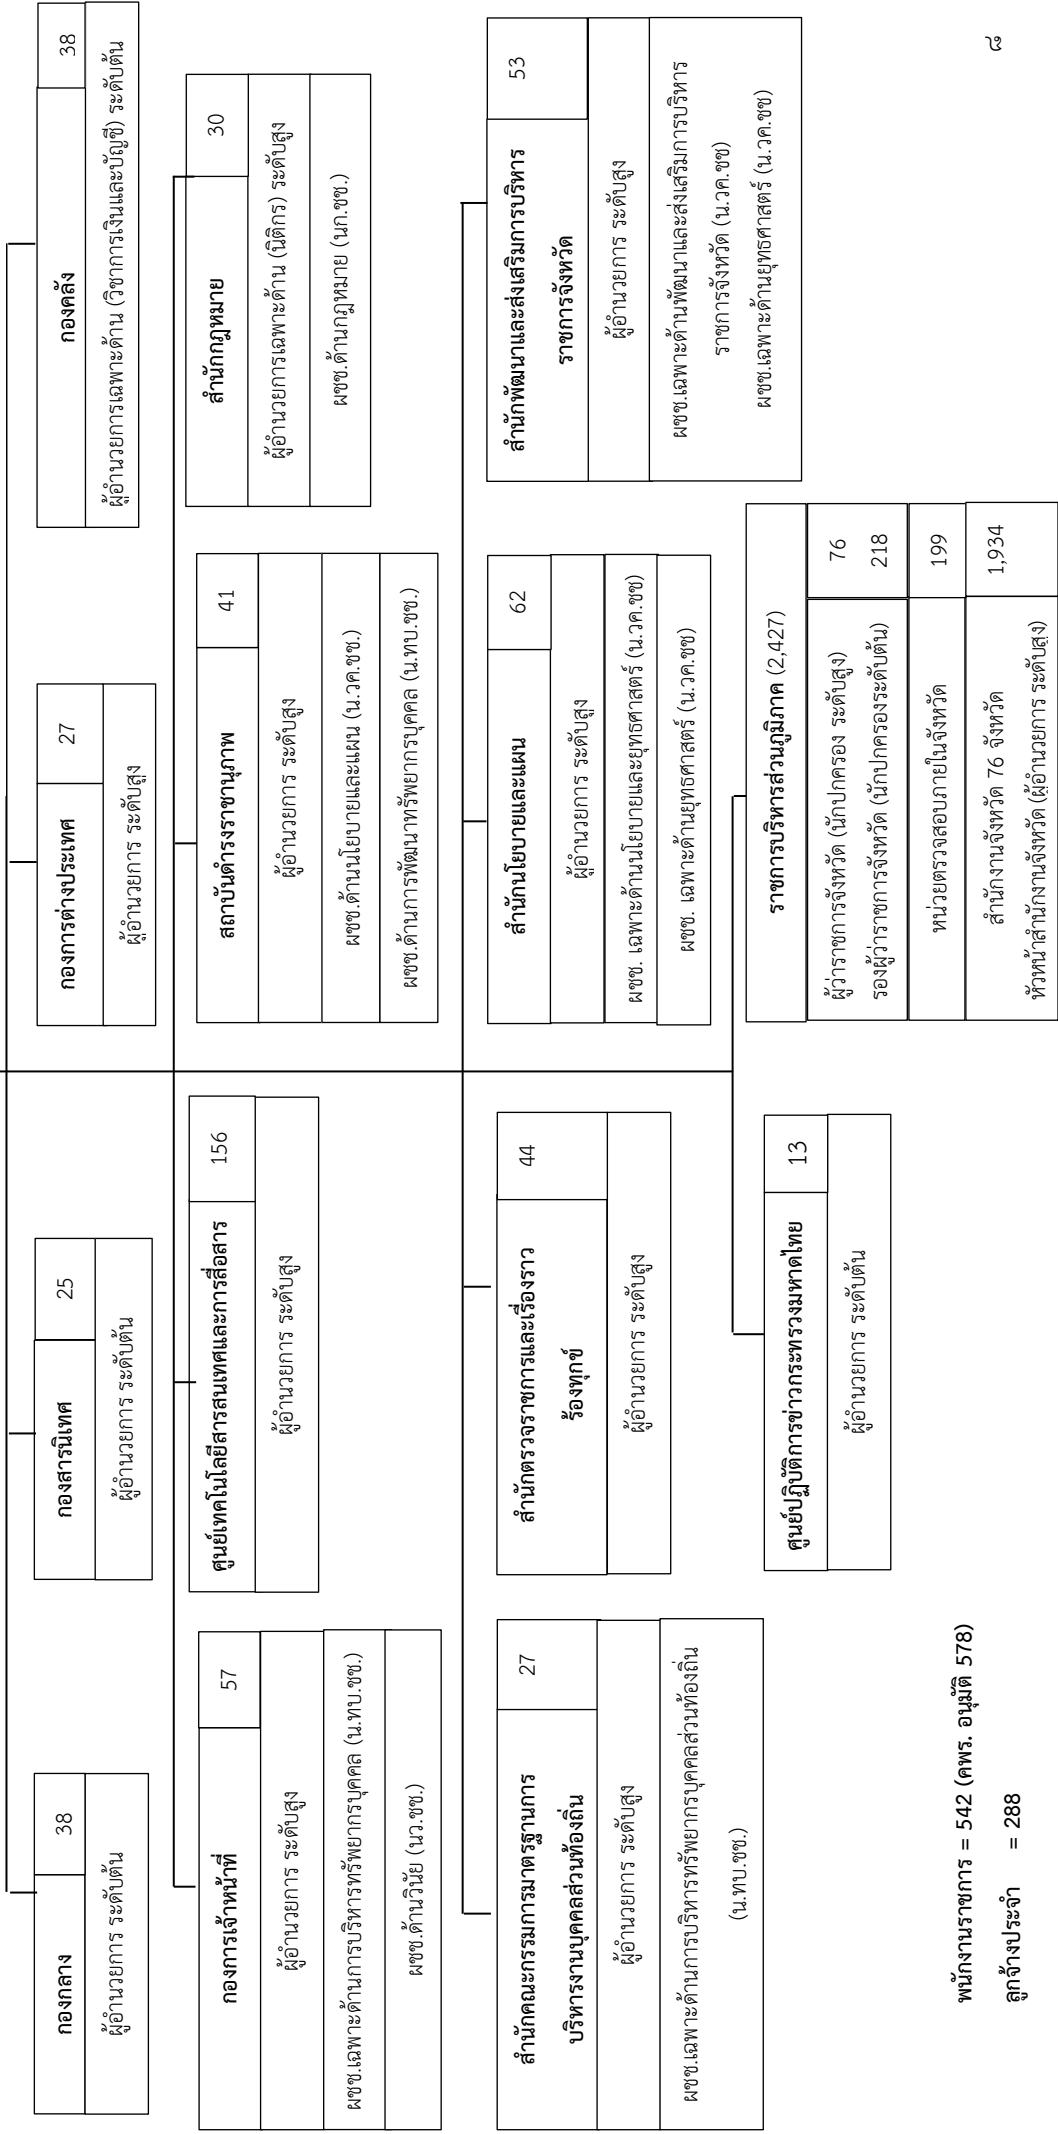 กองกลาง
38
ผู้อำนวยการ ระดับต้น
กองสารนิเทศ
25
ผู้อำนวยการ ระดับต้น
กองการต่างประเทศ
27
ผู้อำนวยการ ระดับสูง
กองคลัง
38
ผู้อำนวยการเฉพาะด้าน (วิชาการเงินและบัญชี) ระดับต้น
กองการเจ้าหน้าที่
57
ผู้อำนวยการ ระดับสูง
ผชช.เฉพาะด้านการบริหารทรัพยากรบุคคล (น.ทบ.ชช.)
ผชช.ด้านวินัย (นว.ชช.)
ศูนย์เทคโนโลยีสารสนเทศและการสื่อสาร
156
ผู้อำนวยการ ระดับสูง
สถาบันดำรงราชานุภาพ
41
ผู้อำนวยการ ระดับสูง
ผชช.ด้านนโยบายและแผน (น.วค.ชช.)
ผชช.ด้านการพัฒนาทรัพยากรบุคคล (น.ทบ.ชช.)
สำนักกฎหมาย
30
ผู้อำนวยการเฉพาะด้าน (นิติกร) ระดับสูง
ผชช.ด้านกฎหมาย (นก.ชช.)
สำนักคณะกรรมการมาตรฐานการ
บริหารงานบุคคลส่วนท้องถิ่น
27
ผู้อำนวยการ ระดับสูง
ผชช.เฉพาะด้านการบริหารทรัพยากรบุคคลส่วนท้องถิ่น
(น.ทบ.ชช.)
สำนักตรวจราชการและเรื่องราว
ร้องทุกข์
44
ผู้อำนวยการ ระดับสูง
สำนักนโยบายและแผน
62
ผู้อำนวยการ ระดับสูง
ผชช. เฉพาะด้านนโยบายและยุทธศาสตร์ (น.วค.ชช)
ผชช. เฉพาะด้านยุทธศาสตร์ (น.วค.ชช)
สำนักพัฒนาและส่งเสริมการบริหาร
ราชการจังหวัด
53
ผู้อำนวยการ ระดับสูง
ผชช.เฉพาะด้านพัฒนาและส่งเสริมการบริหาร
ราชการจังหวัด (น.วค.ชช)
ผชช.เฉพาะด้านยุทธศาสตร์ (น.วค.ชช)
ศูนย์ปฏิบัติการข่าวกระทรวงมหาดไทย
13
ผู้อำนวยการ ระดับต้น
ราชการบริหารส่วนภูมิภาค (2,427)
ผู้ว่าราชการจังหวัด (นักปกครอง ระดับสูง)
76
รองผู้ว่าราชการจังหวัด (นักปกครองระดับต้น)
218
หน่วยตรวจสอบภายในจังหวัด
199
สำนักงานจังหวัด 76 จังหวัด
1,934
หัวหน้าสำนักงานจังหวัด (ผู้อำนวยการ ระดับสูง)
พนักงานราชการ = 542 (คพร. อนุมัติ 578)
ลูกจ้างประจำ = 288
๘